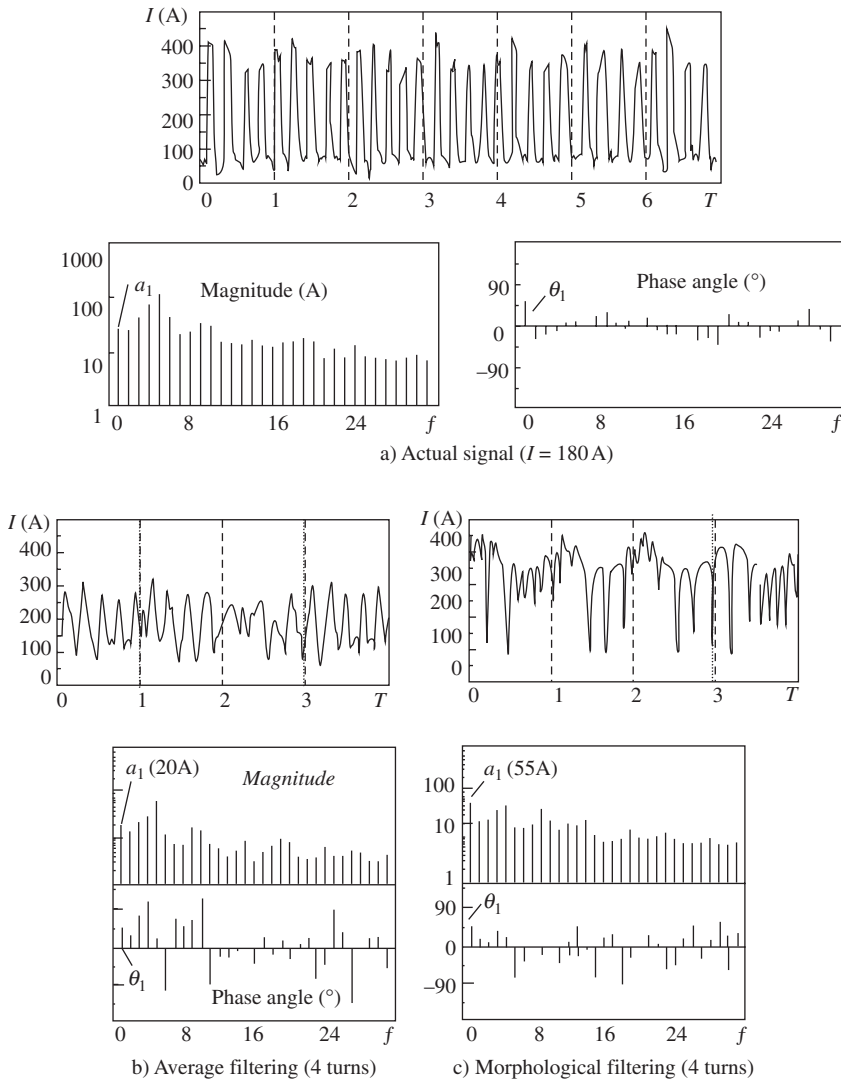 I (A)
400
300
200
100
0
0 1 2 3 4 5 6 T
1000
100
10
1
a1
Magnitude (A)
0 8 16 24 f
90
0
−90
θ1
Phase angle (°)
0 8 16 24 f
a) Actual signal (I = 180 A)
I (A)
400
300
200
100
0
0 1 2 3 T
I (A)
400
300
200
100
0
0 1 2 3 T
a1 (20A)
Magnitude
θ1
Phase angle (°)
0 8 16 24 f
b) Average filtering (4 turns)
a1 (55A)
100
10
1
90
θ1
0
−90
0 8 16 24 f
c) Morphological filtering (4 turns)